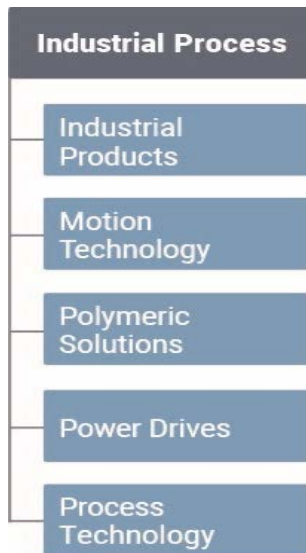 Industrial Process
Industrial
Products
Motion
Technology
Polymeric
Solutions
Power Drives
Process
Technology